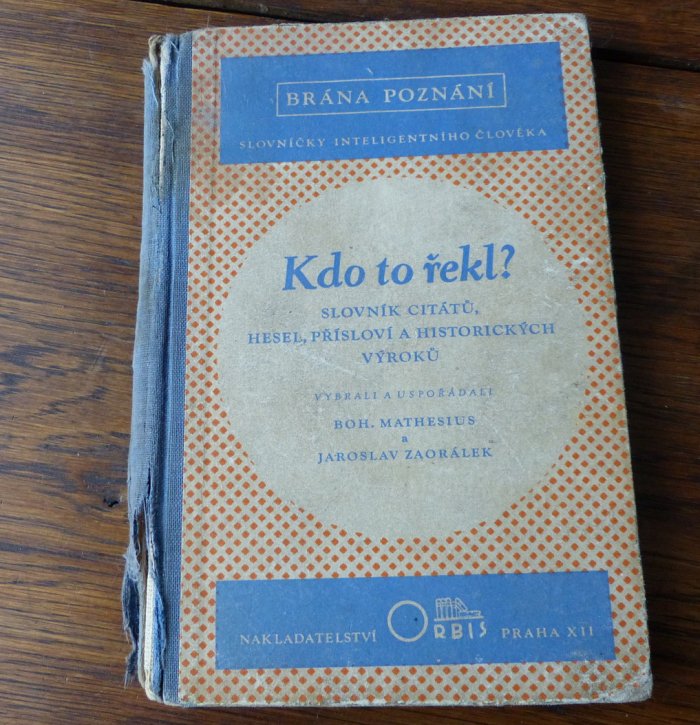 BRÁNA POZNÁNÍ
SLOVNÍČKY INTELIGENTNÍHO ČLOVĚKA
Kdo to řekl?
SLOVNÍK CITÁTŮ,
HESEL, PŘÍSLOVÍ A HISTORICKÝCH
VÝROKŮ
VYBRALI A USPOŘÁDALI
BOH. MATHESIUS
a
JAROSLAV ZAORÁLEK
NAKLADATELSTVÍ ORBIS PRAHA XII